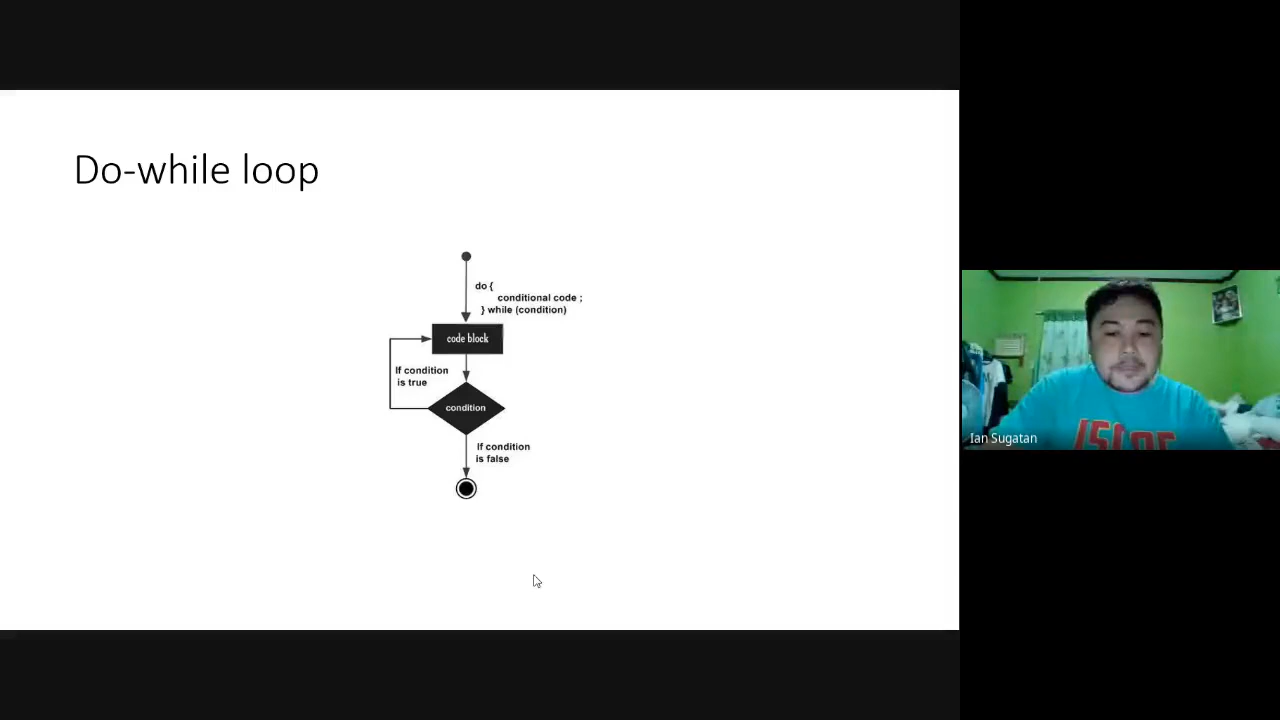 Do-while loop
do {
conditional code ;
} while (condition)
code block
If condition
is true
condition
If condition
is false
Ian Sugatan